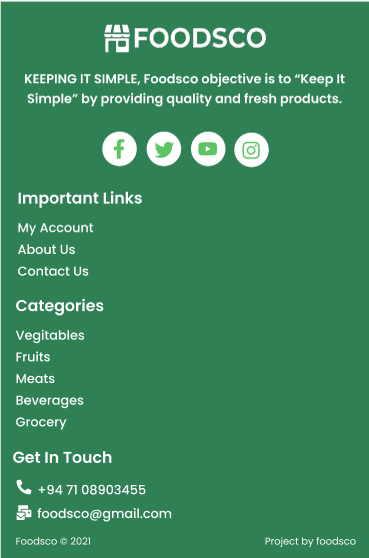 FOODSCO
KEEPING IT SIMPLE, Foodsco objective is to “Keep It
Simple” by providing quality and fresh products.
Important Links
My Account
About Us
Contact Us
Categories
Vegitables
Fruits
Meats
Beverages
Grocery
Get In Touch
+94 71 08903455
foodsco@gmail.com
Foodsco © 2021 Project by foodsco